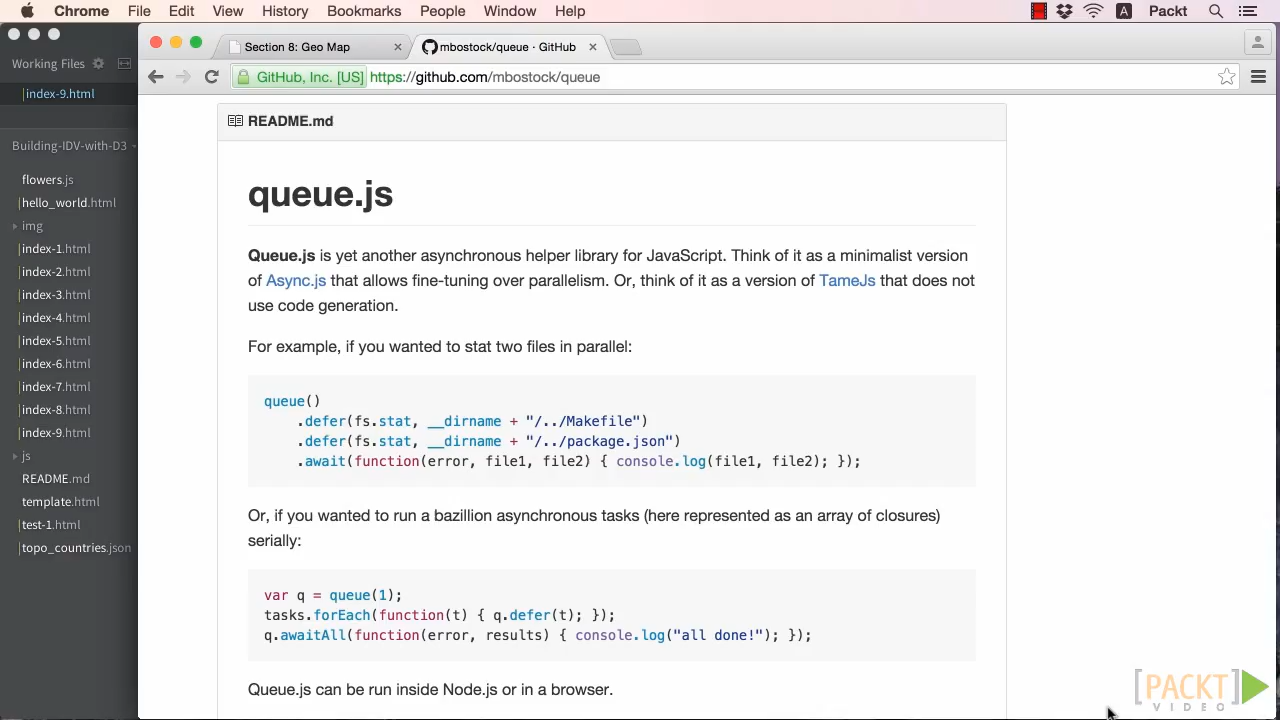 Chrome File Edit View History Bookmarks People Window Help A Packt
Section 8: Geo Map × mbostock/queue · GitHub ×
GitHub, Inc. [US] https://github.com/mbostock/queue
Working Files
index-9.html
Building-IDV-with-D3
flowers.js
hello_world.html
img
index-1.html
index-2.html
index-3.html
index-4.html
index-5.html
index-6.html
index-7.html
index-8.html
index-9.html
js
README.md
template.html
test-1.html
topo_countries.json
README.md
queue.js
Queue.js is yet another asynchronous helper library for JavaScript. Think of it as a minimalist version
of Async.js that allows fine-tuning over parallelism. Or, think of it as a version of TameJs that does not
use code generation.
For example, if you wanted to stat two files in parallel:
queue()
.defer(fs.stat, __dirname + "/../Makefile")
.defer(fs.stat, __dirname + "/../package.json")
.await(function(error, file1, file2) { console.log(file1, file2); });
Or, if you wanted to run a bazillion asynchronous tasks (here represented as an array of closures)
serially:
var q = queue(1);
tasks.forEach(function(t) { q.defer(t); });
q.awaitAll(function(error, results) { console.log("all done!"); });
Queue.js can be run inside Node.js or in a browser.
[PACKT]
VIDEO